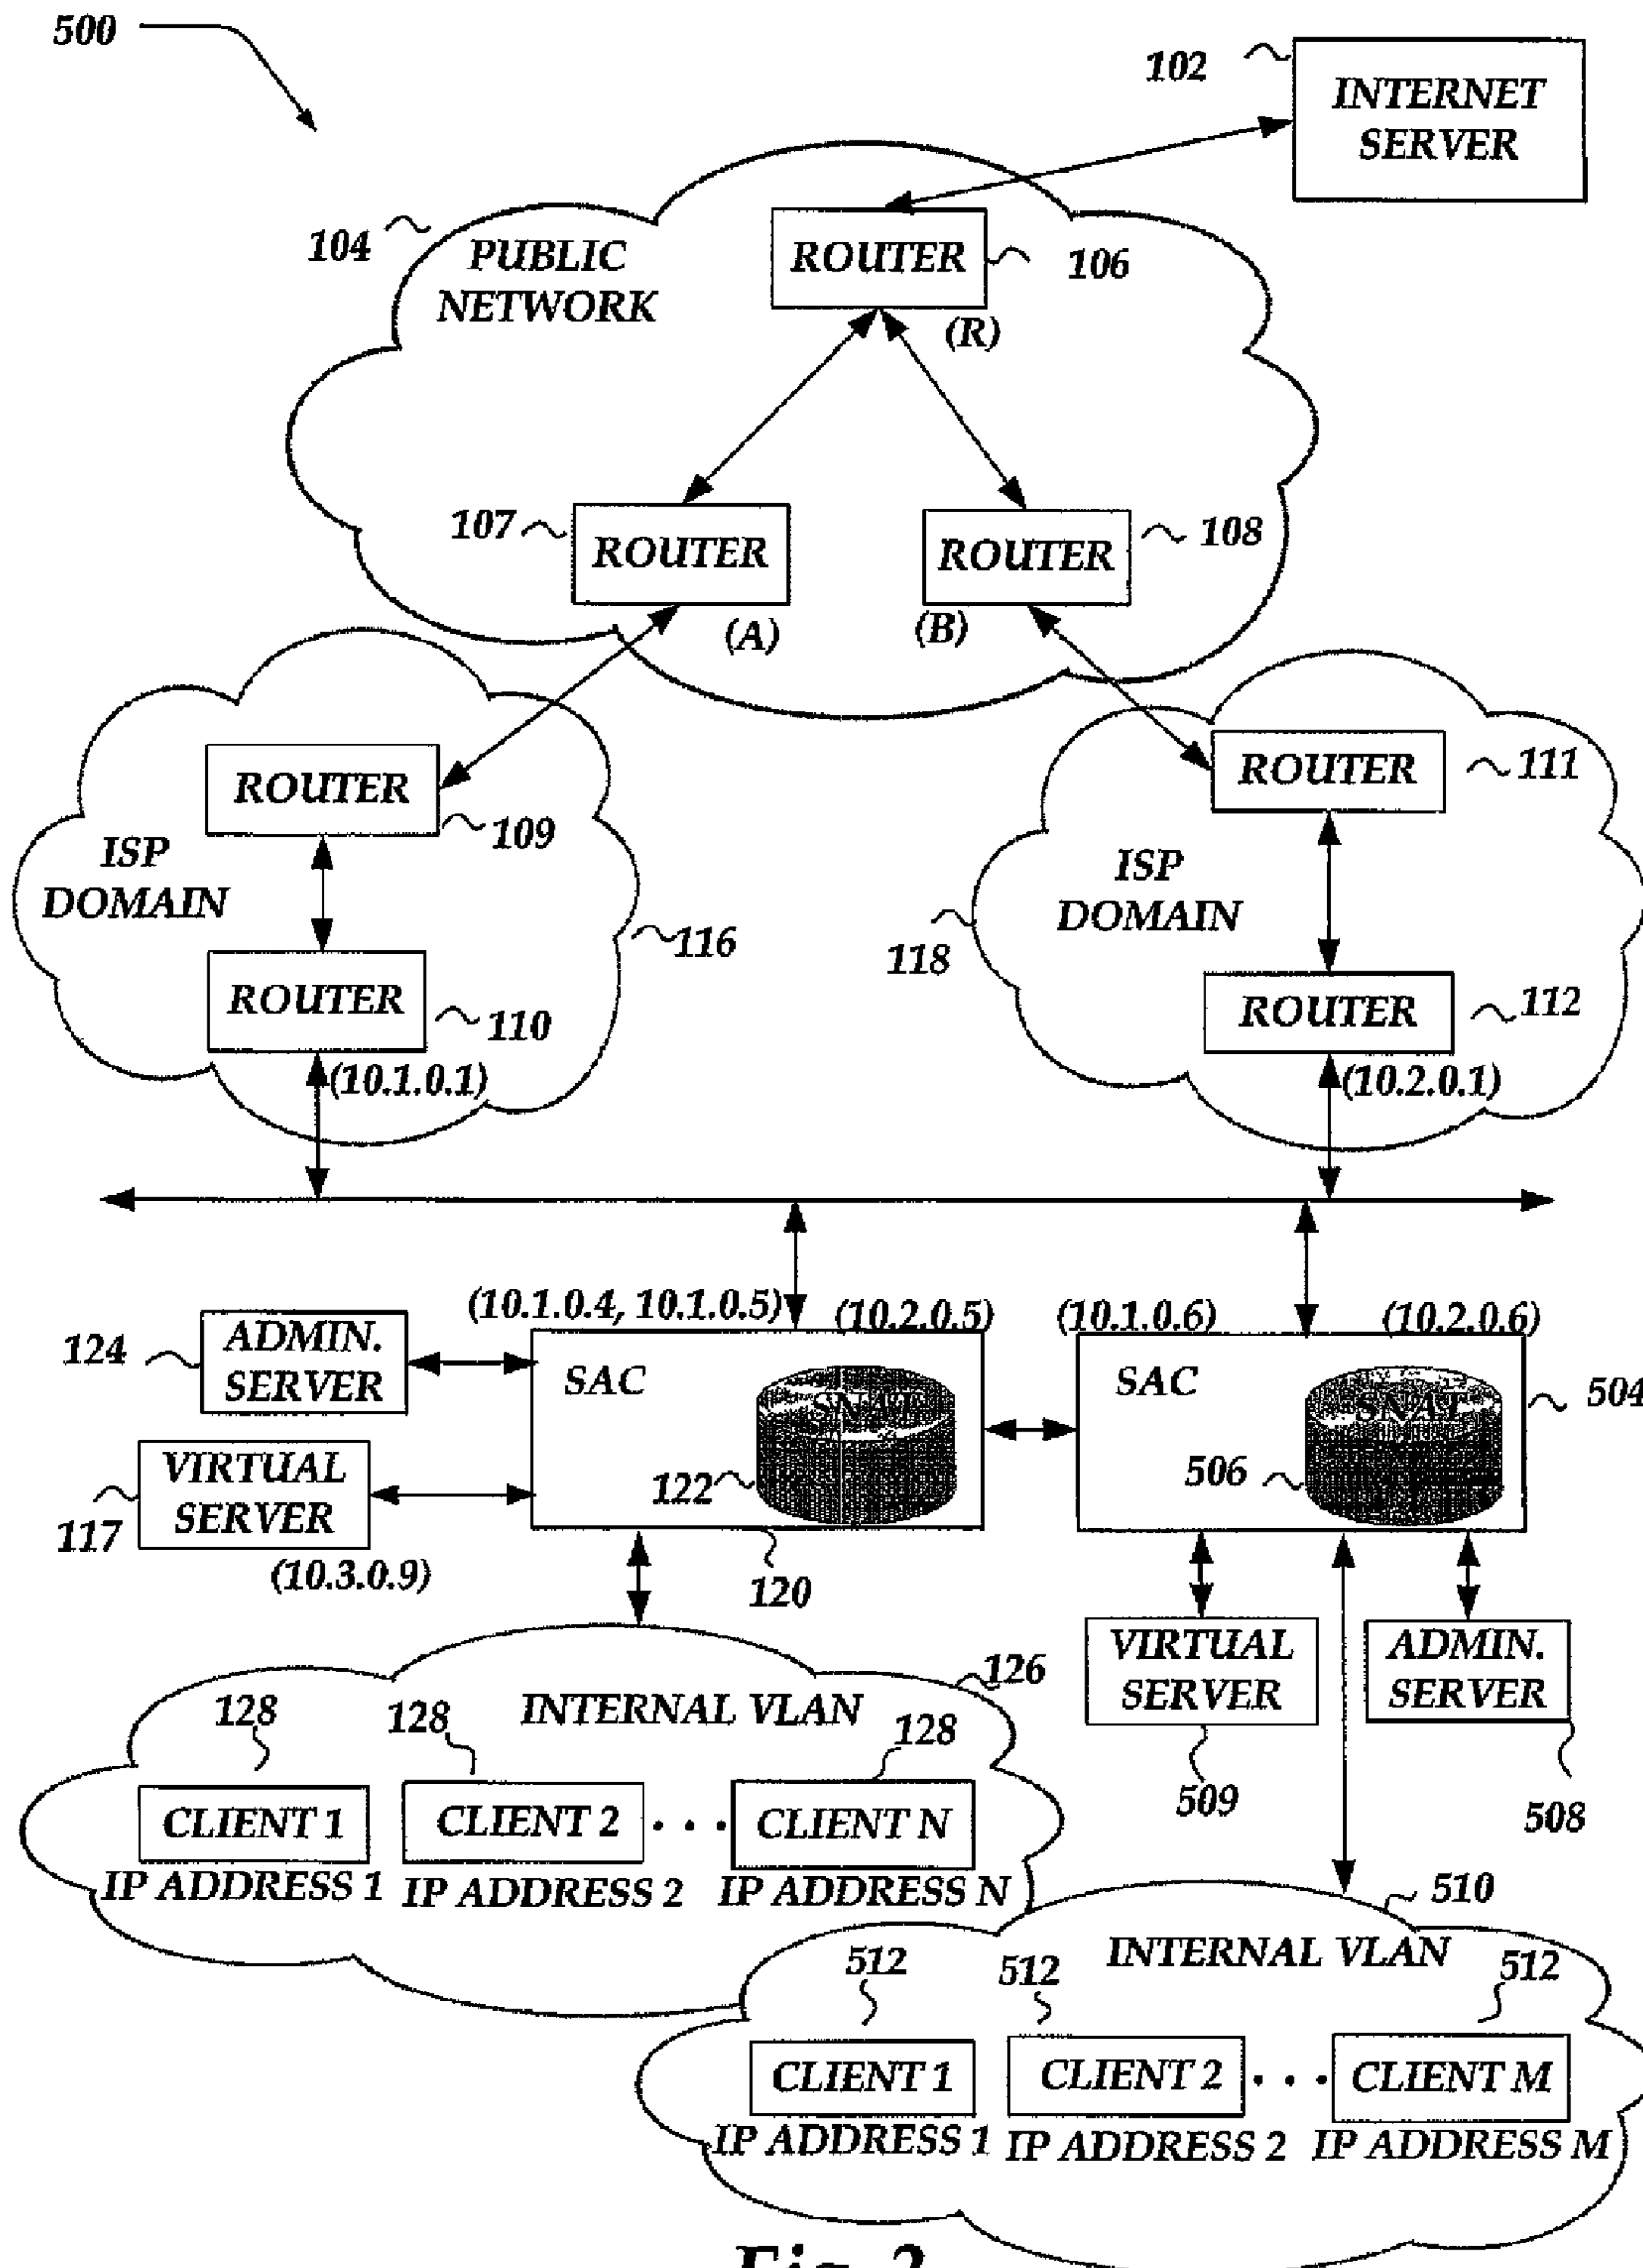 500
102
INTERNET
SERVER
104
PUBLIC
NETWORK
ROUTER
106
(R)
107
ROUTER
ROUTER
108
(A)
(B)
ROUTER
109
ISP
DOMAIN
116
ROUTER
110
(10.1.0.1)
ROUTER
111
ISP
DOMAIN
118
ROUTER
112
(10.2.0.1)
(10.1.0.4, 10.1.0.5)
(10.2.0.5)
(10.1.0.6)
(10.2.0.6)
124
ADMIN.
SERVER
SAC
SNAT
122
120
SAC
SNAT
506
504
117
VIRTUAL
SERVER
(10.3.0.9)
VIRTUAL
SERVER
509
ADMIN.
SERVER
508
126
INTERNAL VLAN
128
128
128
CLIENT 1
CLIENT 2
. . .
CLIENT N
IP ADDRESS 1
IP ADDRESS 2
IP ADDRESS N
510
INTERNAL VLAN
512
512
512
CLIENT 1
CLIENT 2
. . .
CLIENT M
IP ADDRESS 1
IP ADDRESS 2
IP ADDRESS M